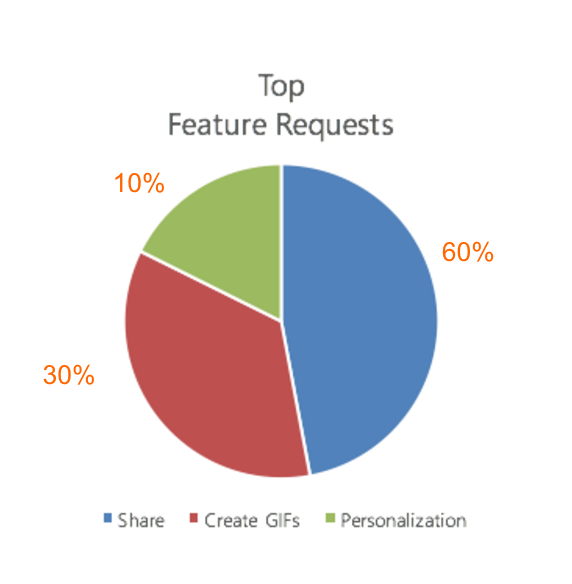 Top
Feature Requests
10%
60%
30%
Share
Create GIFs
Personalization